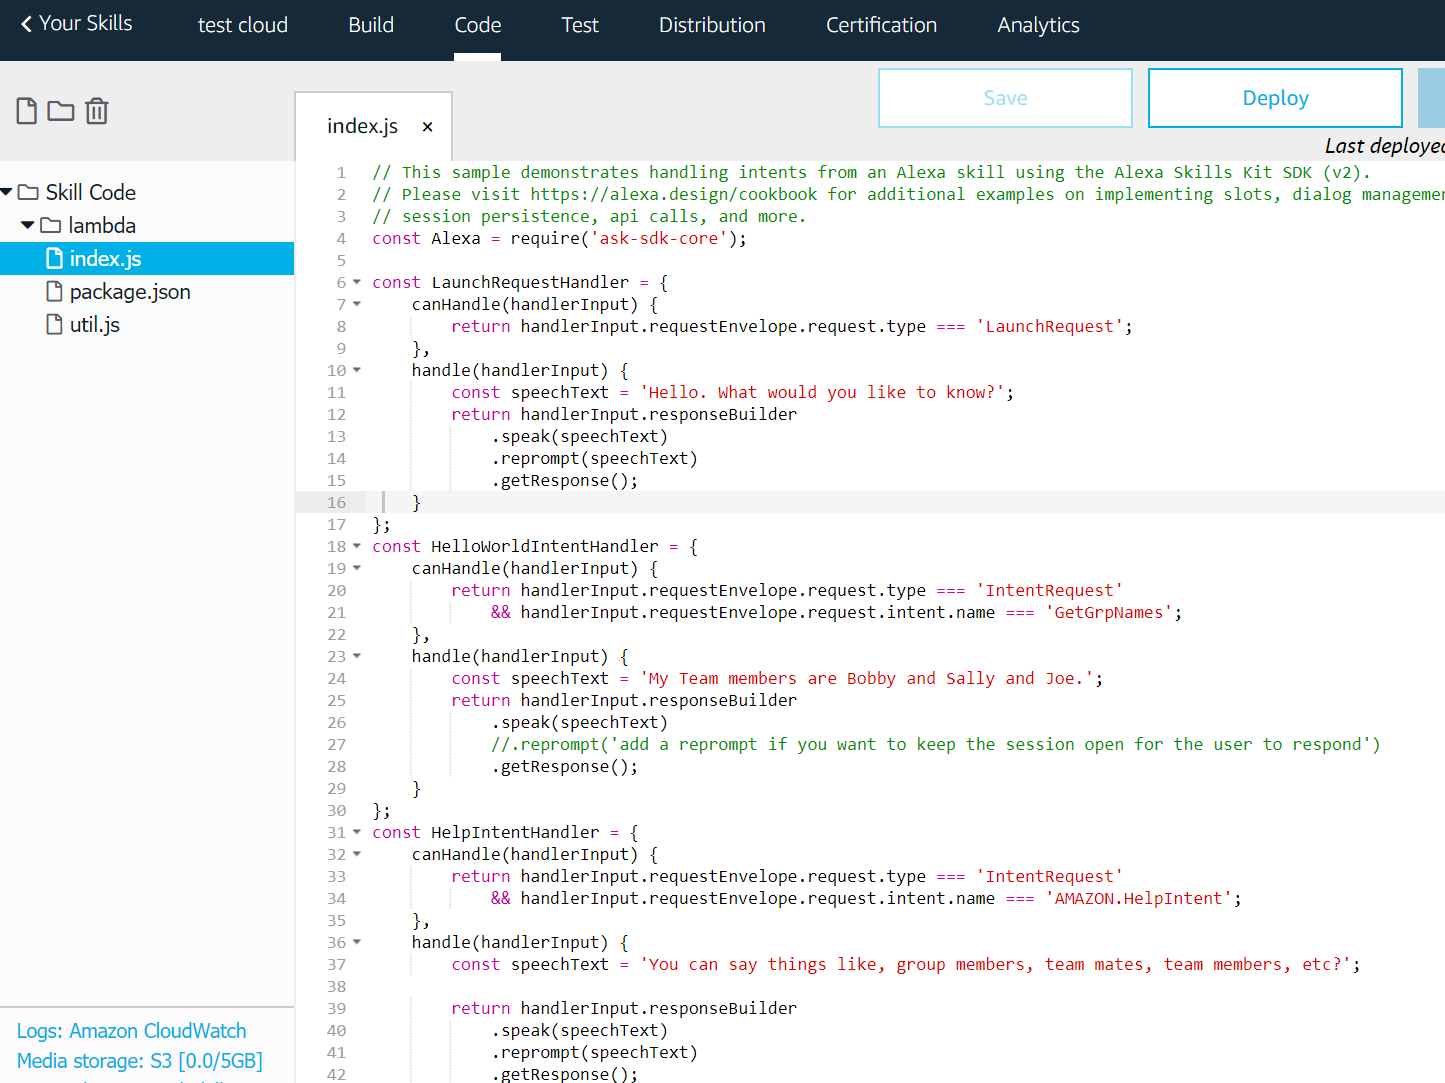 Your Skills test cloud Build Code Test Distribution Certification Analytics
Save Deploy
index.js ×
Last deployed
Skill Code
lambda
index.js
package.json
util.js
1 // This sample demonstrates handling intents from an Alexa skill using the Alexa Skills Kit SDK (v2).
2 // Please visit https://alexa.design/cookbook for additional examples on implementing slots, dialog managemen
3 // session persistence, api calls, and more.
4 const Alexa = require('ask-sdk-core');
5
6 const LaunchRequestHandler = {
7 canHandle(handlerInput) {
8 return handlerInput.requestEnvelope.request.type === 'LaunchRequest';
9 },
10 handle(handlerInput) {
11 const speechText = 'Hello. What would you like to know?';
12 return handlerInput.responseBuilder
13 .speak(speechText)
14 .reprompt(speechText)
15 .getResponse();
16 }
17 };
18 const HelloWorldIntentHandler = {
19 canHandle(handlerInput) {
20 return handlerInput.requestEnvelope.request.type === 'IntentRequest'
21 && handlerInput.requestEnvelope.request.intent.name === 'GetGrpNames';
22 },
23 handle(handlerInput) {
24 const speechText = 'My Team members are Bobby and Sally and Joe.';
25 return handlerInput.responseBuilder
26 .speak(speechText)
27 //.reprompt('add a reprompt if you want to keep the session open for the user to respond')
28 .getResponse();
29 }
30 };
31 const HelpIntentHandler = {
32 canHandle(handlerInput) {
33 return handlerInput.requestEnvelope.request.type === 'IntentRequest'
34 && handlerInput.requestEnvelope.request.intent.name === 'AMAZON.HelpIntent';
35 },
36 handle(handlerInput) {
37 const speechText = 'You can say things like, group members, team mates, team members, etc?';
38
39 return handlerInput.responseBuilder
40 .speak(speechText)
41 .reprompt(speechText)
42 .getResponse();
Logs: Amazon CloudWatch
Media storage: S3 [0.0/5GB]